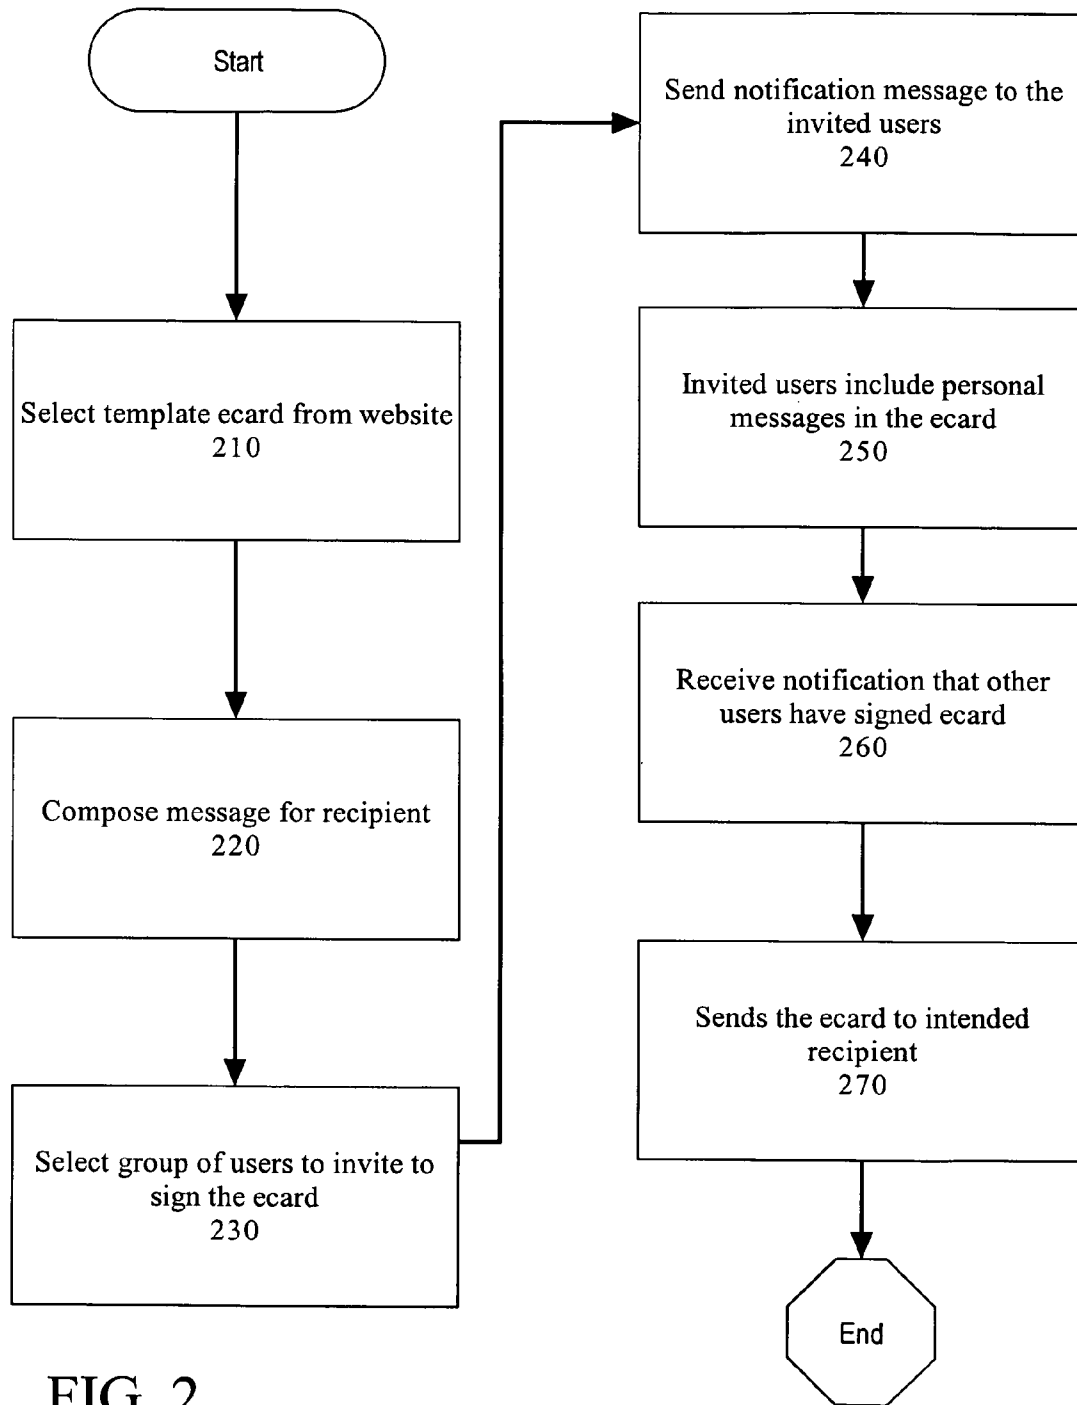 Start
Select template ecard from website
210
Compose message for recipient
220
Select group of users to invite to
sign the ecard
230
Send notification message to the
invited users
240
Invited users include personal
messages in the ecard
250
Receive notification that other
users have signed ecard
260
Sends the ecard to intended
recipient
270
End
FIG. 2